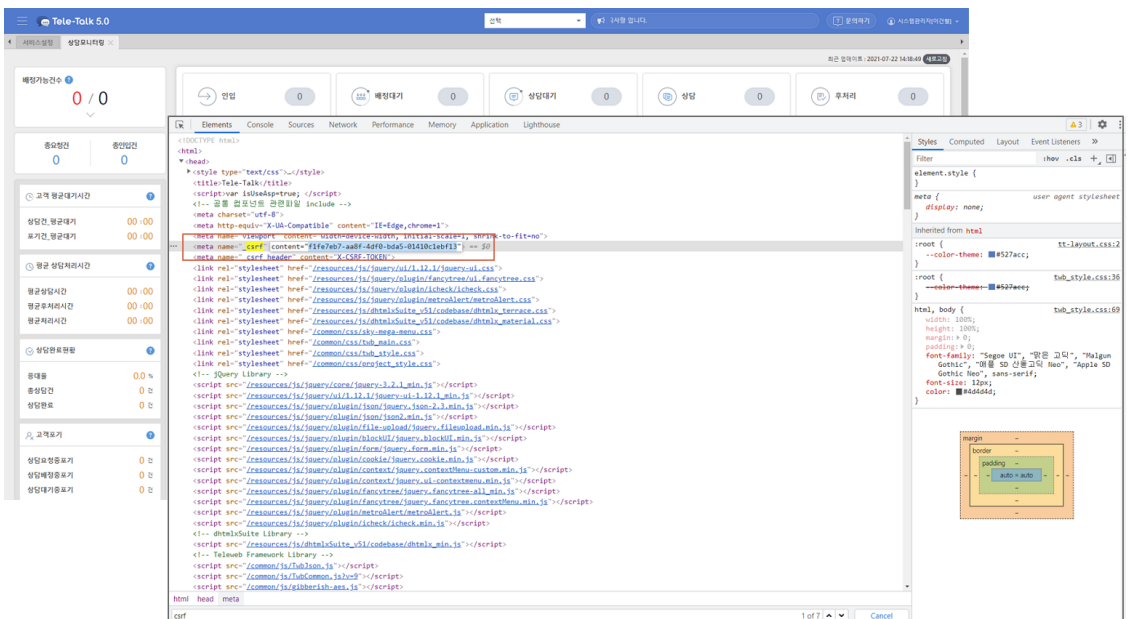 Tele-Talk 5.0
선택
사항 입니다.
? 문의하기
시스템관리자(이건형)
서비스설정
상담모니터링
최근 업데이트 : 2021-07-22 14:18:49 새로고침
배정가능건수 ?
0 / 0
인입 0
배정대기 0
상담대기 0
상담 0
후처리 0
총요청건 총인입건
0 0
고객 평균대기시간 ?
상담전_평균대기 00:00
포기전_평균대기 00:00
평균 상담처리시간 ?
평균상담시간 00:00
평균후처리시간 00:00
평균처리시간 00:00
상담완료현황 ?
응대율 0.0 %
총상담건 0 건
상담완료 0 건
고객포기 ?
상담요청중포기 0 건
상담배정중포기 0 건
상담대기중포기 0 건
Elements Console Sources Network Performance Memory Application Lighthouse 3
<!DOCTYPE html>
<html>
▼<head>
▶<style type="text/css">…</style>
<title>Tele-Talk</title>
<script>var isUseAsp=true; </script>
<!-- 공통 컴포넌트 관련파일 include -->
<meta charset="utf-8">
<meta http-equiv="X-UA-Compatible" content="IE=Edge,chrome=1">
<meta name="viewport" content="width=device-width, initial-scale=1, shrink-to-fit=no">
<meta name="_csrf" content="f1fe7eb7-aa8f-4df0-bda5-01410c1ebf13"> == $0
<meta name="_csrf_header" content="X-CSRF-TOKEN">
<link rel="stylesheet" href="/resources/js/jquery/ui/1.12.1/jquery-ui.css">
<link rel="stylesheet" href="/resources/js/jquery/plugin/fancytree/ui.fancytree.css">
<link rel="stylesheet" href="/resources/js/jquery/plugin/icheck/icheck.css">
<link rel="stylesheet" href="/resources/js/jquery/plugin/metroAlert/metroAlert.css">
<link rel="stylesheet" href="/resources/js/dhtmlxSuite_v51/codebase/dhtmlx_terrace.css">
<link rel="stylesheet" href="/resources/js/dhtmlxSuite_v51/codebase/dhtmlx_material.css">
<link rel="stylesheet" href="/common/css/sky-mega-menu.css">
<link rel="stylesheet" href="/common/css/twb_main.css">
<link rel="stylesheet" href="/common/css/twb_style.css">
<link rel="stylesheet" href="/common/css/project_style.css">
<!-- jQuery Library -->
<script src="/resources/js/jquery/core/jquery-3.2.1_min.js"></script>
<script src="/resources/js/jquery/ui/1.12.1/jquery-ui-1.12.1_min.js"></script>
<script src="/resources/js/jquery/plugin/json/jquery.json-2.3.min.js"></script>
<script src="/resources/js/jquery/plugin/json/json2.min.js"></script>
<script src="/resources/js/jquery/plugin/file-upload/jquery.fileupload.min.js"></script>
<script src="/resources/js/jquery/plugin/blockUI/jquery.blockUI.min.js"></script>
<script src="/resources/js/jquery/plugin/form/jquery.form.min.js"></script>
<script src="/resources/js/jquery/plugin/cookie/jquery.cookie.min.js"></script>
<script src="/resources/js/jquery/plugin/context/jquery.contextMenu-custom.min.js"></script>
<script src="/resources/js/jquery/plugin/context/jquery.ui-contextmenu.min.js"></script>
<script src="/resources/js/jquery/plugin/fancytree/jquery.fancytree-all_min.js"></script>
<script src="/resources/js/jquery/plugin/fancytree/jquery.fancytree.contextMenu.min.js"></script>
<script src="/resources/js/jquery/plugin/metroAlert/metroAlert.js"></script>
<script src="/resources/js/jquery/plugin/icheck/icheck.min.js"></script>
<!-- dhtmlxSuite Library -->
<script src="/resources/js/dhtmlxSuite_v51/codebase/dhtmlx_min.js"></script>
<!-- Teleweb Framework Library -->
<script src="/common/js/TwbJson.js"></script>
<script src="/common/js/TwbCommon.js?v=9"></script>
<script src="/common/js/gibberish-aes.js"></script>
html head meta
csrf
1 of 7
Cancel
Styles Computed Layout Event Listeners »
Filter :hov .cls +
element.style {
}
meta { user agent stylesheet
display: none;
}
Inherited from html
:root { tt-layout.css:2
--color-theme: #527acc;
}
:root { twb_style.css:36
--color-theme: #527acc;
}
html, body { twb_style.css:69
width: 100%;
height: 100%;
margin:▶ 0;
padding:▶ 0;
font-family: "Segoe UI", "맑은 고딕", "Malgun
Gothic", "애플 SD 산돌고딕 Neo", "Apple SD
Gothic Neo", sans-serif;
font-size: 12px;
color: #4d4d4d;
}
margin -
border -
padding -
- - - auto × auto - - -
-
-
-